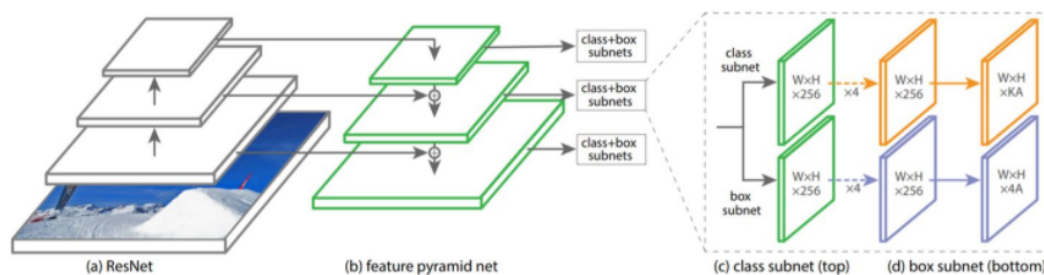 class+box
subnets
class+box
subnets
class+box
subnets
class
subnet
W×H
×256
×4
W×H
×256
W×H
×KA
box
subnet
W×H
×256
×4
W×H
×256
W×H
×4A
(a) ResNet
(b) feature pyramid net
(c) class subnet (top)
(d) box subnet (bottom)